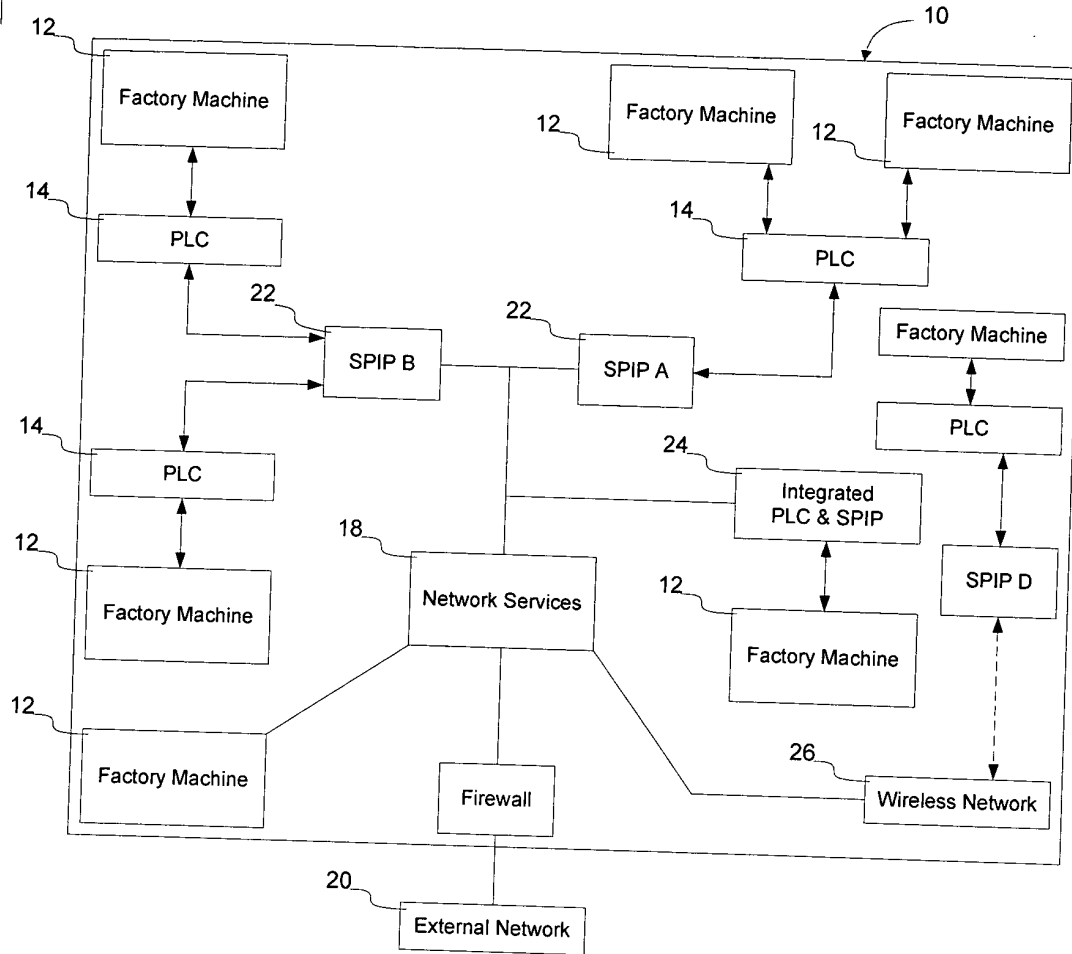 10
12
Factory Machine
Factory Machine
12
Factory Machine
12
14
PLC
14
PLC
22
SPIP B
22
SPIP A
Factory Machine
PLC
14
PLC
24
Integrated
PLC & SPIP
18
Network Services
SPIP D
12
Factory Machine
12
Factory Machine
12
Factory Machine
Firewall
26
Wireless Network
20
External Network